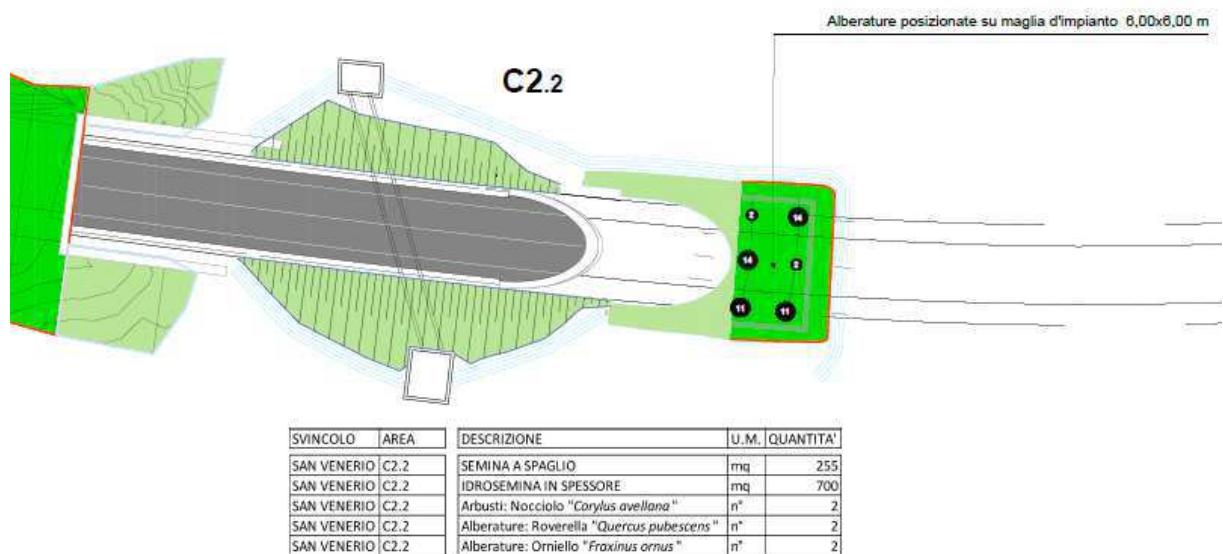 Alberature posizionate su maglia d'impianto 6,00x6,00 m
C2.2
2 14
14 2
11 11
SVINCOLO AREA DESCRIZIONE U.M. QUANTITA'
SAN VENERIO C2.2 SEMINA A SPAGLIO mq 255
SAN VENERIO C2.2 IDROSEMINA IN SPESSORE mq 700
SAN VENERIO C2.2 Arbusti: Nocciolo "Corylus avellana" n° 2
SAN VENERIO C2.2 Alberature: Roverella "Quercus pubescens" n° 2
SAN VENERIO C2.2 Alberature: Orniello "Fraxinus ornus" n° 2